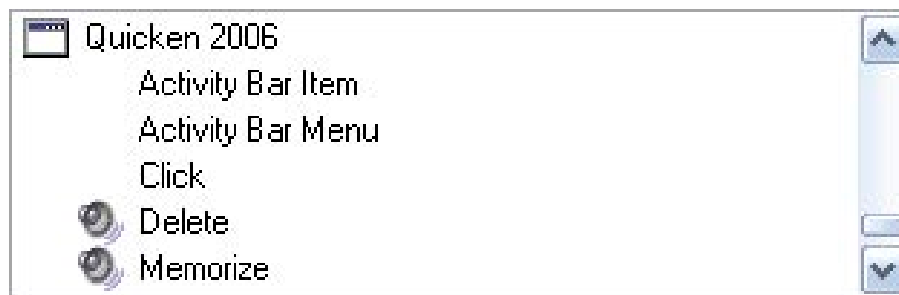 Quicken 2006
Activity Bar Item
Activity Bar Menu
Click
Delete
Memorize